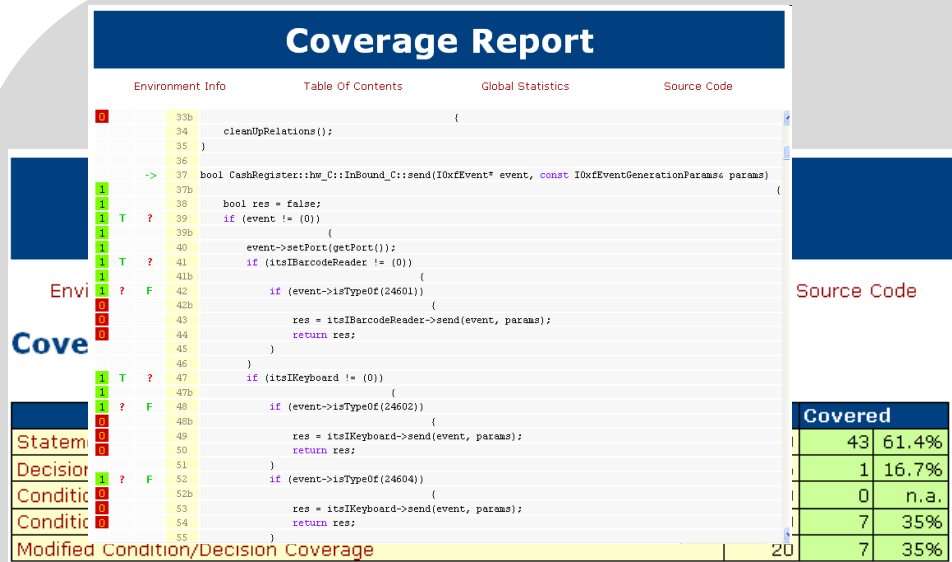 Coverage Report
Environment Info Table Of Contents Global Statistics Source Code
0 33b {
34 cleanUpRelations();
35 }
36
-> 37 bool CashRegister::hw_C::InBound_C::send(IOxfEvent* event, const IOxfEventGenerationParams& params)
1 37b {
1 38 bool res = false;
1 T ? 39 if (event != (0))
1 39b {
1 40 event->setPort(getPort());
1 T ? 41 if (itsIBarcodeReader != (0))
1 41b {
1 ? F 42 if (event->isTypeOf(24601))
0 42b {
0 43 res = itsIBarcodeReader->send(event, params);
0 44 return res;
45 }
46 }
1 T ? 47 if (itsIKeyboard != (0))
1 47b {
1 ? F 48 if (event->isTypeOf(24602))
0 48b {
0 49 res = itsIKeyboard->send(event, params);
0 50 return res;
51 }
1 ? F 52 if (event->isTypeOf(24604))
0 52b {
0 53 res = itsIKeyboard->send(event, params);
0 54 return res;
55 }
Envi Source Code
Cove
Covered
Statem 43 61.4%
Decision 1 16.7%
Conditio 0 n.a.
Conditio 7 35%
Modified Condition/Decision Coverage 20 7 35%